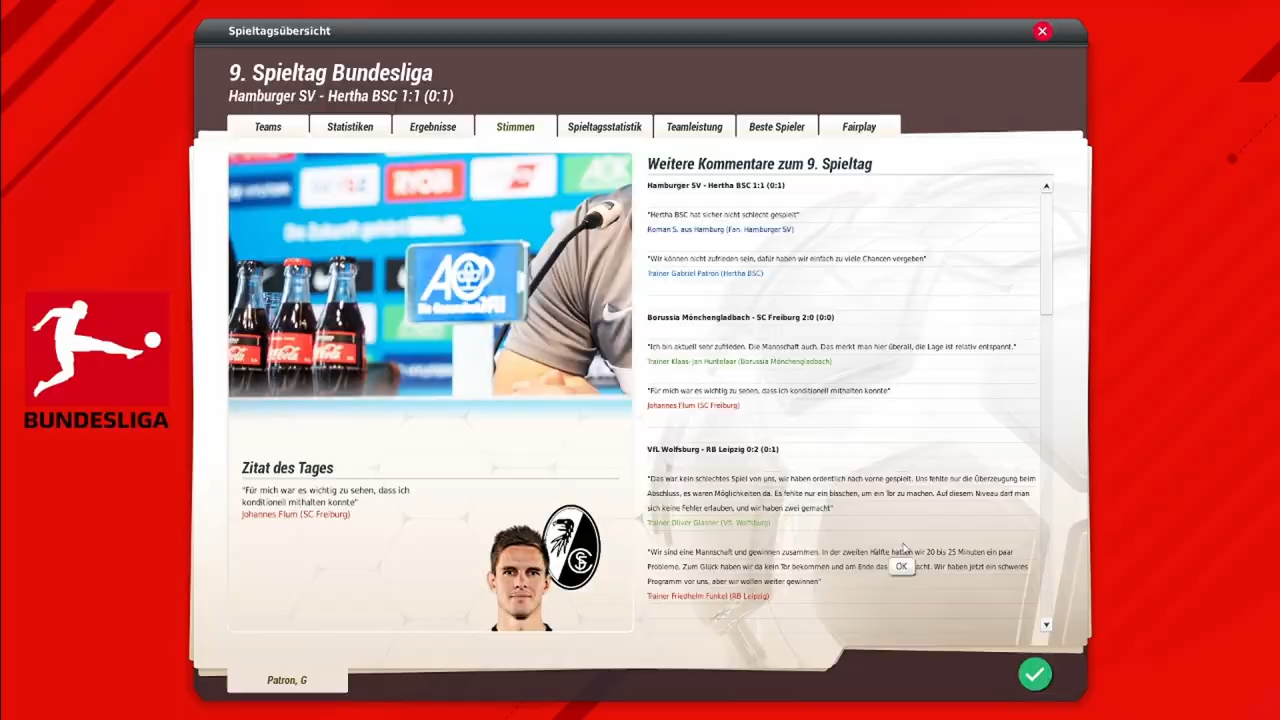 Spieltagsübersicht
9. Spieltag Bundesliga
Hamburger SV - Hertha BSC 1:1 (0:1)
Teams
Statistiken
Ergebnisse
Stimmen
Spieltagsstatistik
Teamleistung
Beste Spieler
Fairplay
Weitere Kommentare zum 9. Spieltag
Hamburger SV - Hertha BSC 1:1 (0:1)
"Hertha BSC hat sicher nicht schlecht gespielt"
Roman S. aus Hamburg (Fan, Hamburger SV)
"Wir können nicht zufrieden sein, dafür haben wir einfach zu viele Chancen vergeben"
Trainer Gabriel Patron (Hertha BSC)
Borussia Mönchengladbach - SC Freiburg 2:0 (0:0)
"Ich bin aktuell sehr zufrieden. Die Mannschaft auch. Das merkt man hier überall, die Lage ist relativ entspannt."
Trainer Klaas-Jan Huntelaar (Borussia Mönchengladbach)
"Für mich war es wichtig zu sehen, dass ich konditionell mithalten konnte"
Johannes Flum (SC Freiburg)
VfL Wolfsburg - RB Leipzig 0:2 (0:1)
"Das war kein schlechtes Spiel von uns, wir haben ordentlich nach vorne gespielt. Uns fehlte nur die Überzeugung beim
Abschluss, es waren Möglichkeiten da. Es fehlte nur ein bisschen, um ein Tor zu machen. Auf diesem Niveau darf man
sich keine Fehler erlauben, und wir haben zwei gemacht"
Trainer Oliver Glasner (VfL Wolfsburg)
"Wir sind eine Mannschaft und gewinnen zusammen. In der zweiten Hälfte hatten wir 20 bis 25 Minuten ein paar
Probleme. Zum Glück haben wir da kein Tor bekommen und am Ende das acht. Wir haben jetzt ein schweres
OK
Programm vor uns, aber wir wollen weiter gewinnen"
Trainer Friedhelm Funkel (RB Leipzig)
Zitat des Tages
"Für mich war es wichtig zu sehen, dass ich
konditionell mithalten konnte"
Johannes Flum (SC Freiburg)
Patron, G
BUNDESLIGA
AOK